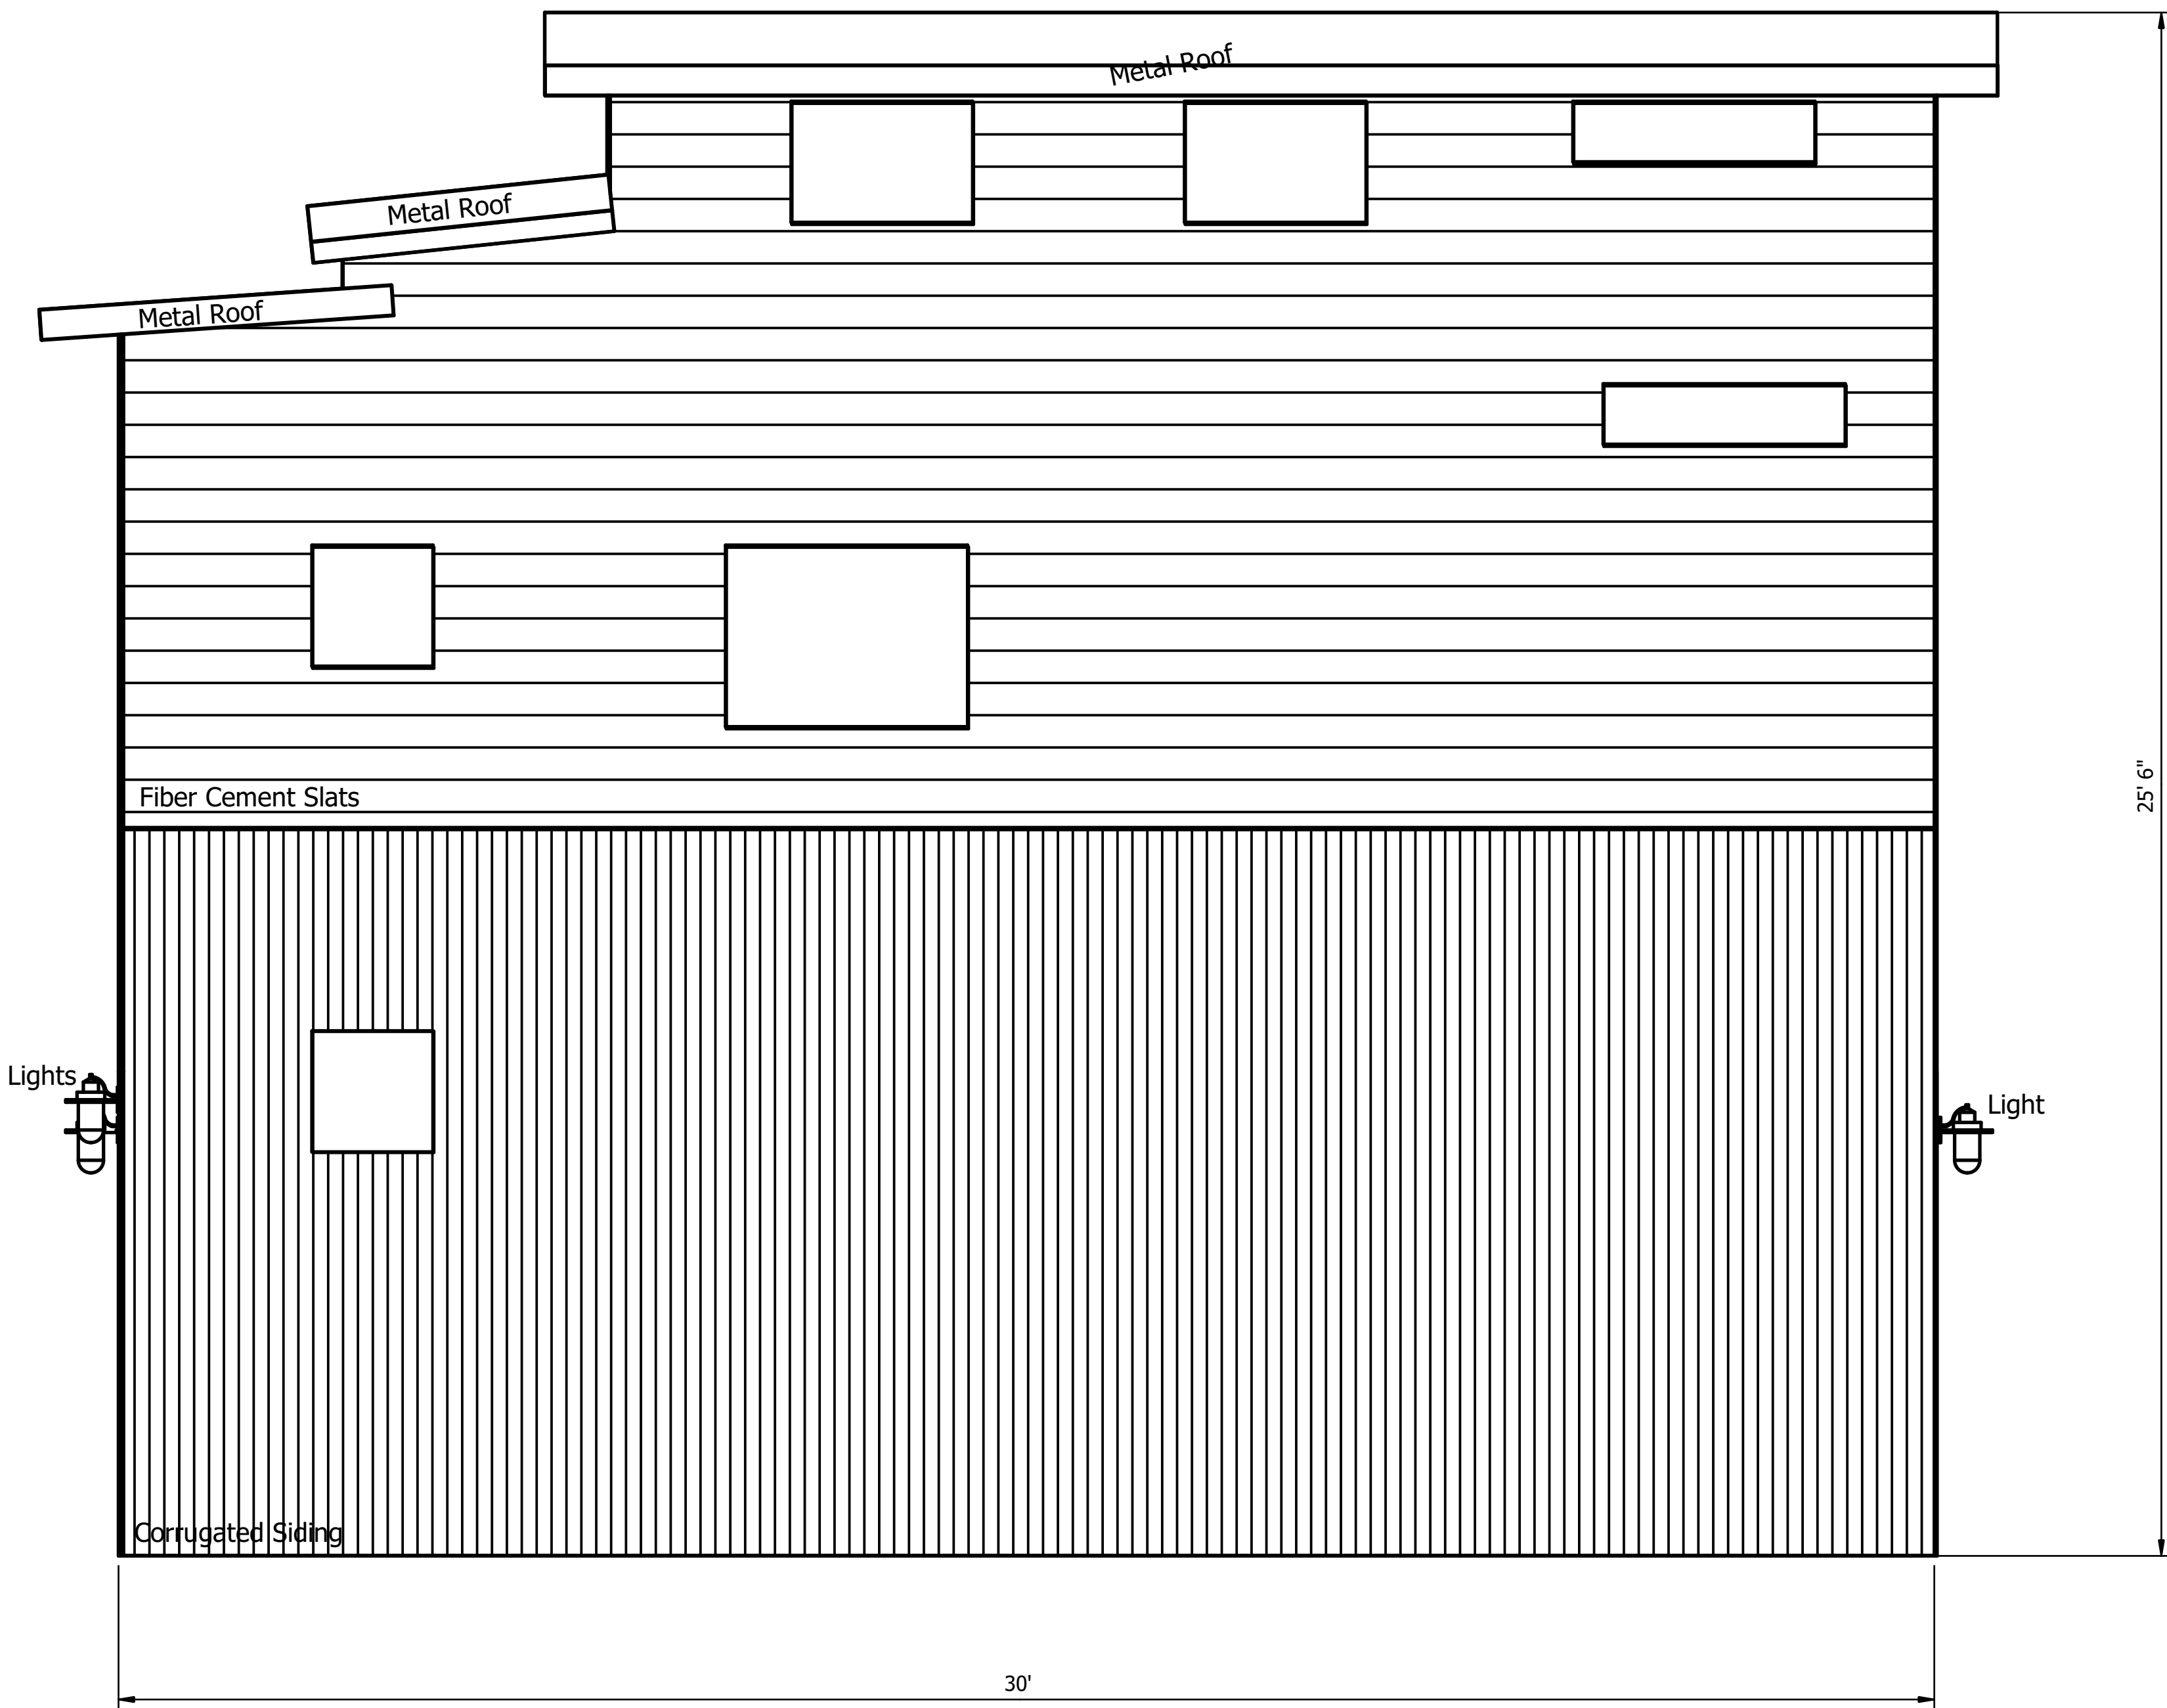 Metal Roof
Metal Roof
Metal Roof
25' 6"
Fiber Cement Slats
Lights
Light
Corrugated Siding
30'